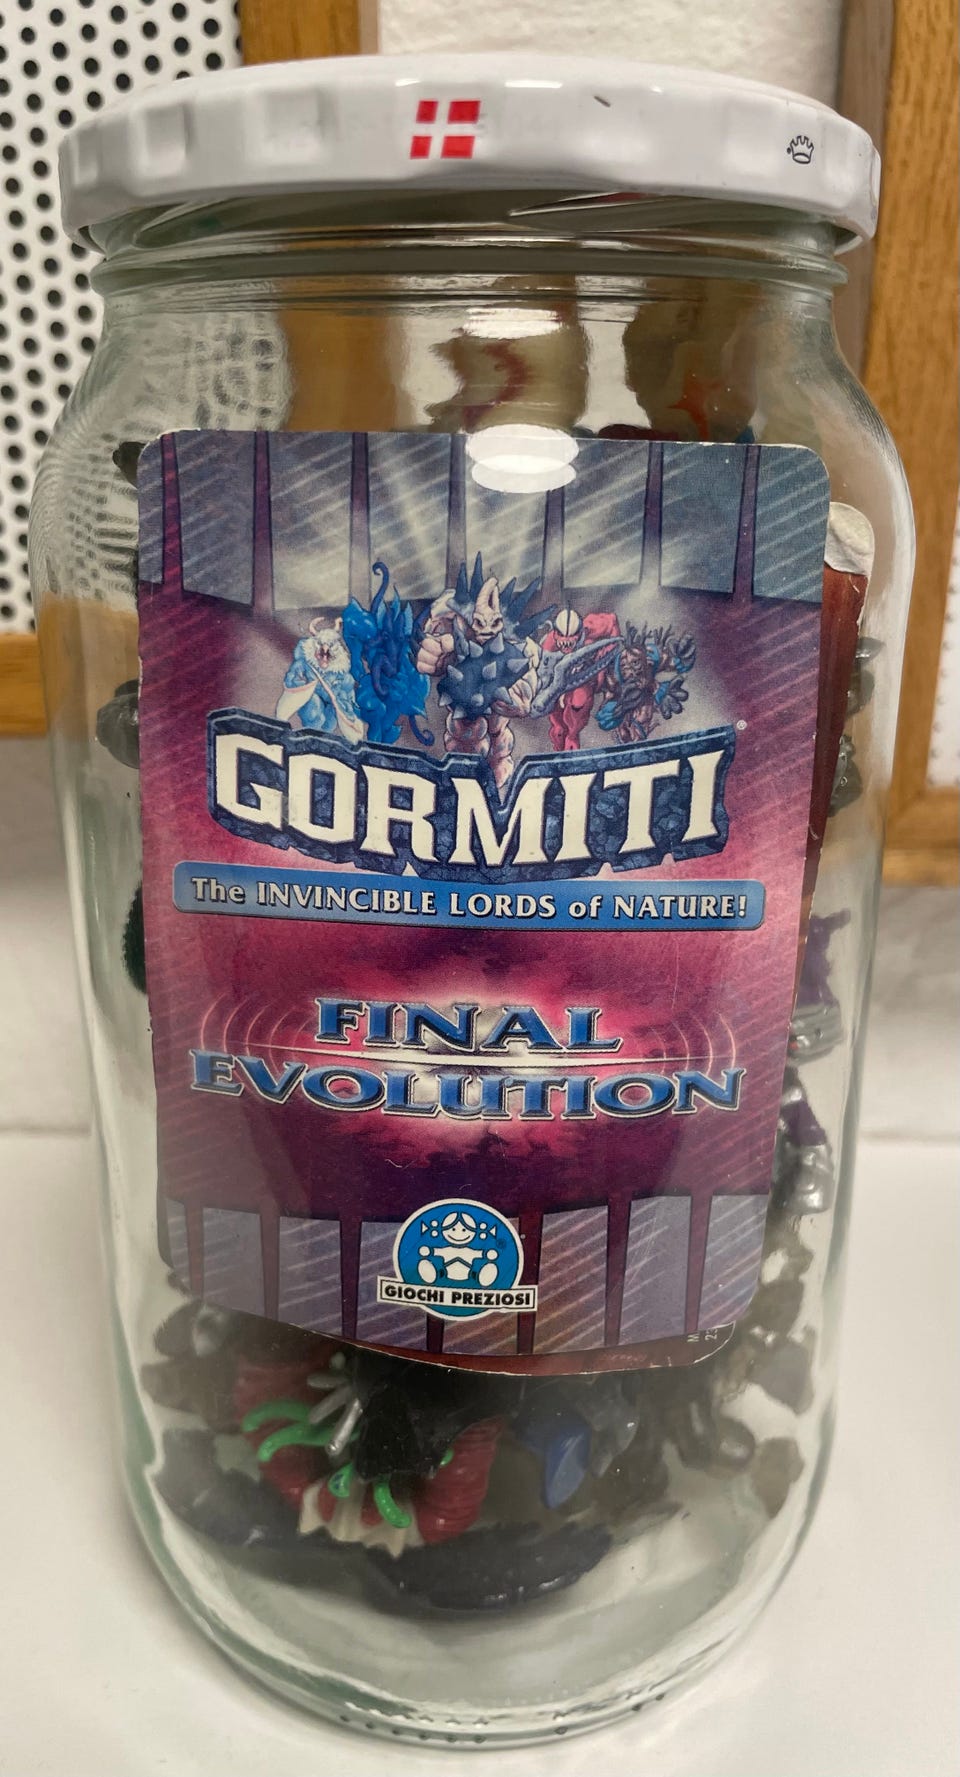 GORMITI®
The INVINCIBLE LORDS of NATURE!
FINAL
EVOLUTION
GIOCHI PREZIOSI